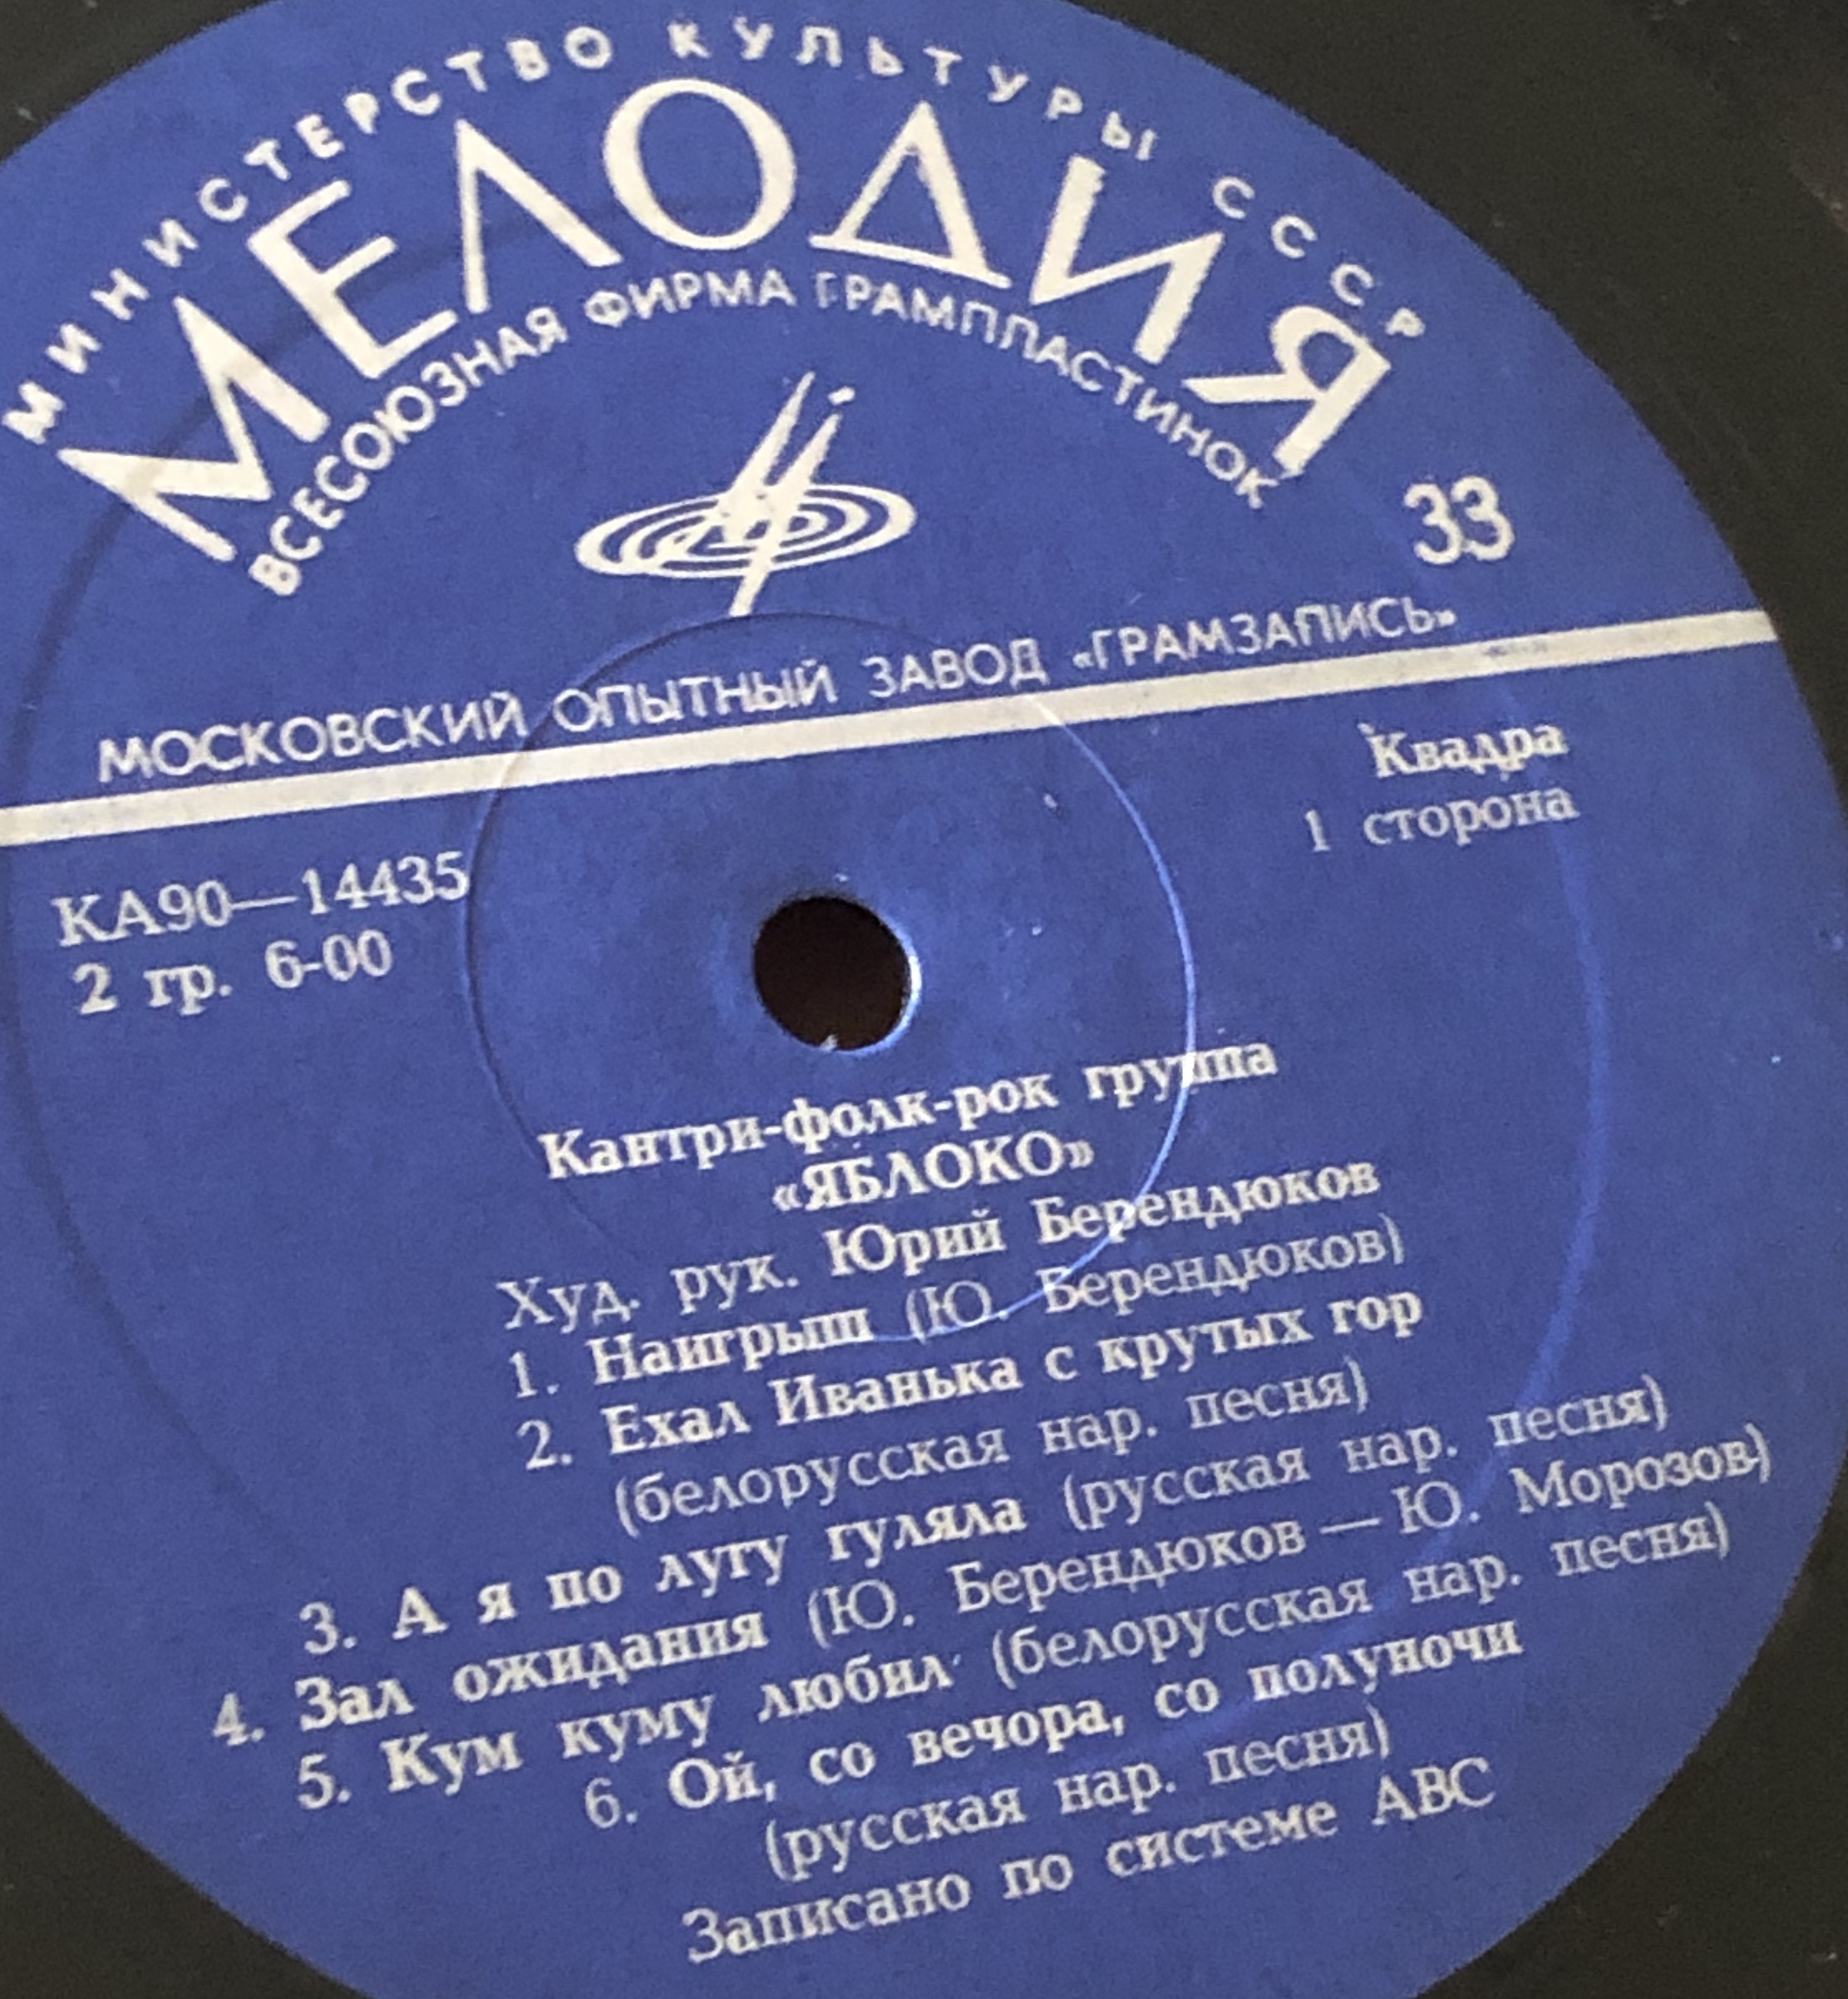 МИНИСТЕРСТВО КУЛЬТУРЫ СССР
МЕЛОДИЯ
ВСЕСОЮЗНАЯ ФИРМА ГРАМПЛАСТИНОК
33
МОСКОВСКИЙ ОПЫТНЫЙ ЗАВОД «ГРАМЗАПИСЬ»
Квадра
1 сторона
КА90—14435
2 гр. 6-00
Кантри-фолк-рок группа
«ЯБЛОКО»
Худ. рук. Юрий Берендюков
1. Наигрыш (Ю. Берендюков)
2. Ехал Иванька с крутых гор
(белорусская нар. песня)
3. А я по лугу гуляла (русская нар. песня)
4. Зал ожидания (Ю. Берендюков — Ю. Морозов)
5. Кум куму любил (белорусская нар. песня)
6. Ой, со вечора, со полуночи
(русская нар. песня)
Записано по системе АВС